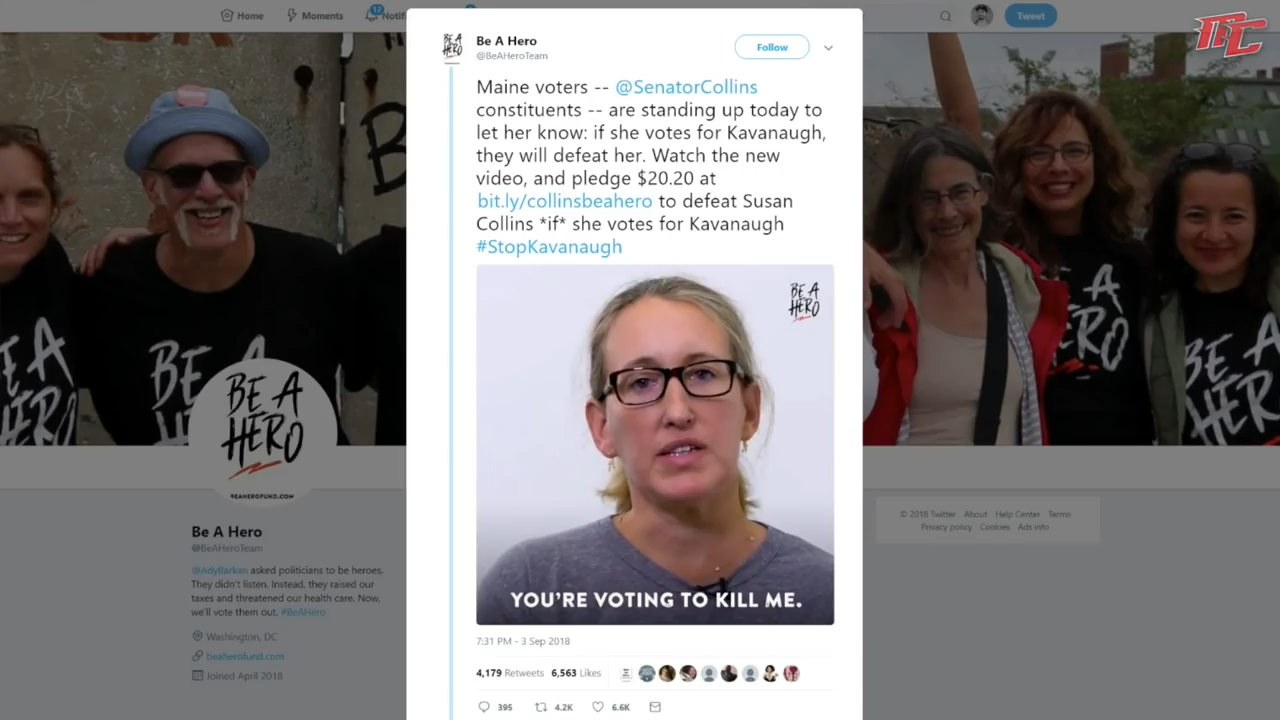 Home
Moments
17
Notifi
Tweet
Be A Hero
@BeAHeroTeam
Follow
Maine voters -- @SenatorCollins
constituents -- are standing up today to
let her know: if she votes for Kavanaugh,
they will defeat her. Watch the new
video, and pledge $20.20 at
bit.ly/collinsbeahero to defeat Susan
Collins *if* she votes for Kavanaugh
#StopKavanaugh
BE A
HERO
YOU'RE VOTING TO KILL ME.
7:31 PM - 3 Sep 2018
4,179 Retweets 6,563 Likes
395 4.2K 6.6K
BE A
HERO
BEAHEROFUND.COM
Be A Hero
@BeAHeroTeam
@AdyBarkan asked politicians to be heroes.
They didn't listen. Instead, they raised our
taxes and threatened our health care. Now,
we'll vote them out. #BeAHero
Washington, DC
beaherofund.com
Joined April 2018
© 2018 Twitter About Help Center Terms
Privacy policy Cookies Ads info